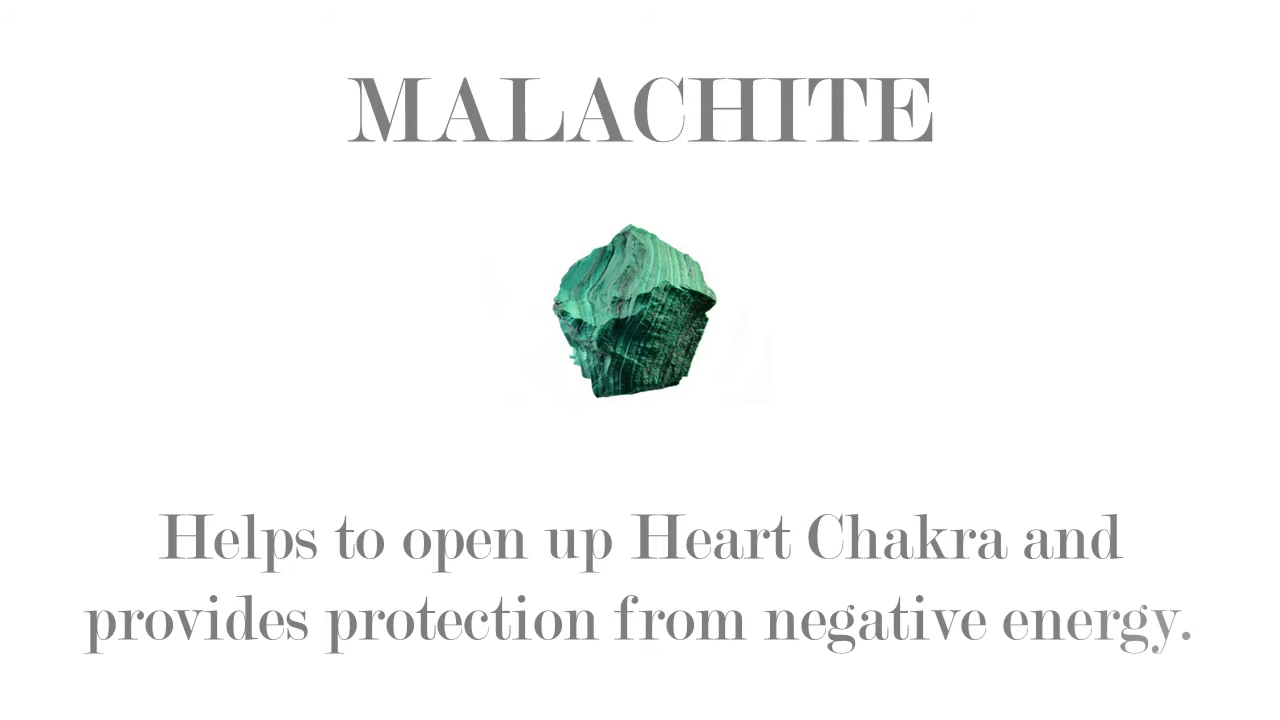 MALACHITE
Helps to open up Heart Chakra and
provides protection from negative energy.